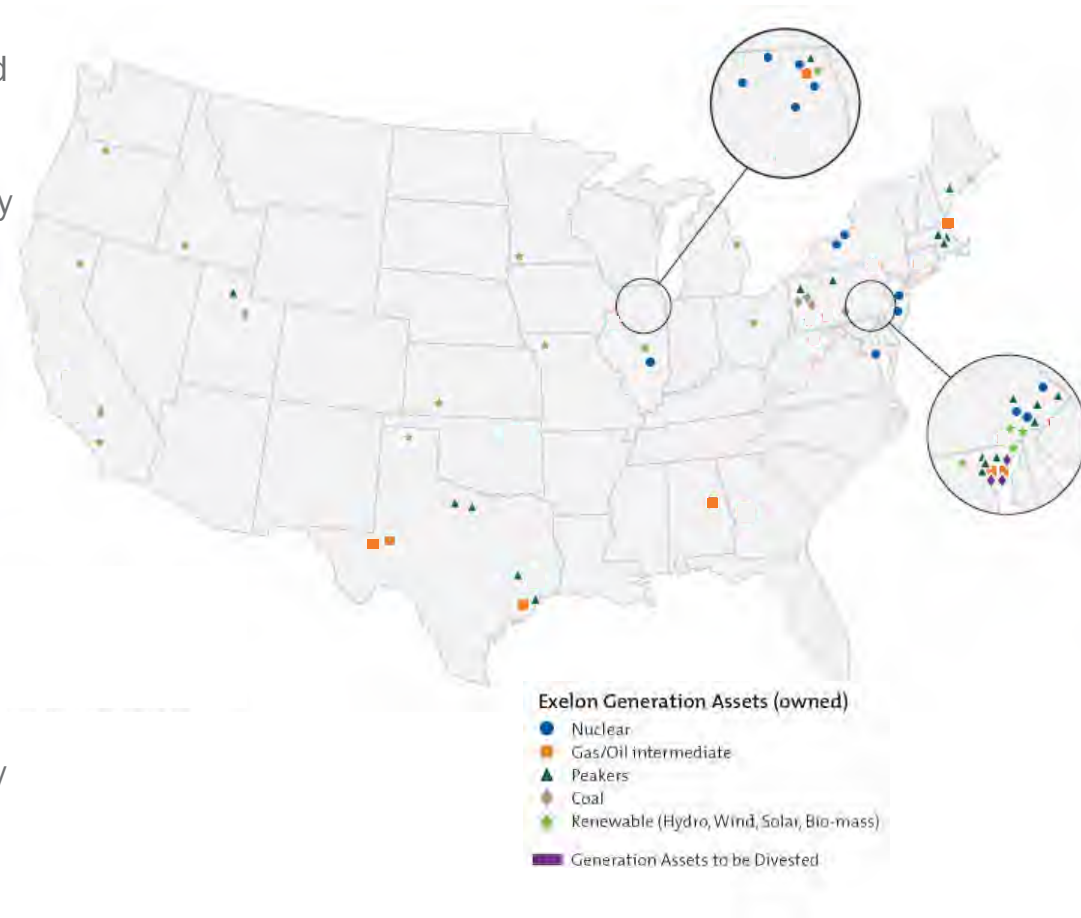 d
y
Exelon Generation Assets (owned)
Nuclear
Gas/Oil intermediate
Peakers
Coal
Renewable (Hydro, Wind, Solar, Bio-mass)
Generation Assets to be Divested
y